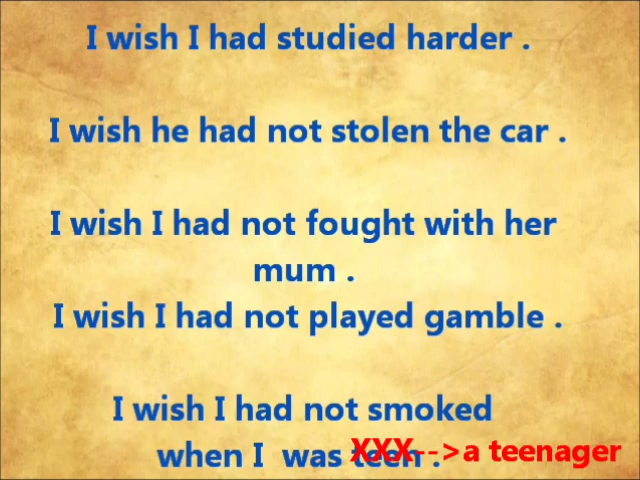 I wish I had studied harder .
I wish he had not stolen the car .
I wish I had not fought with her
mum .
I wish I had not played gamble .
I wish I had not smoked
when I was teen .
XXX-->a teenager